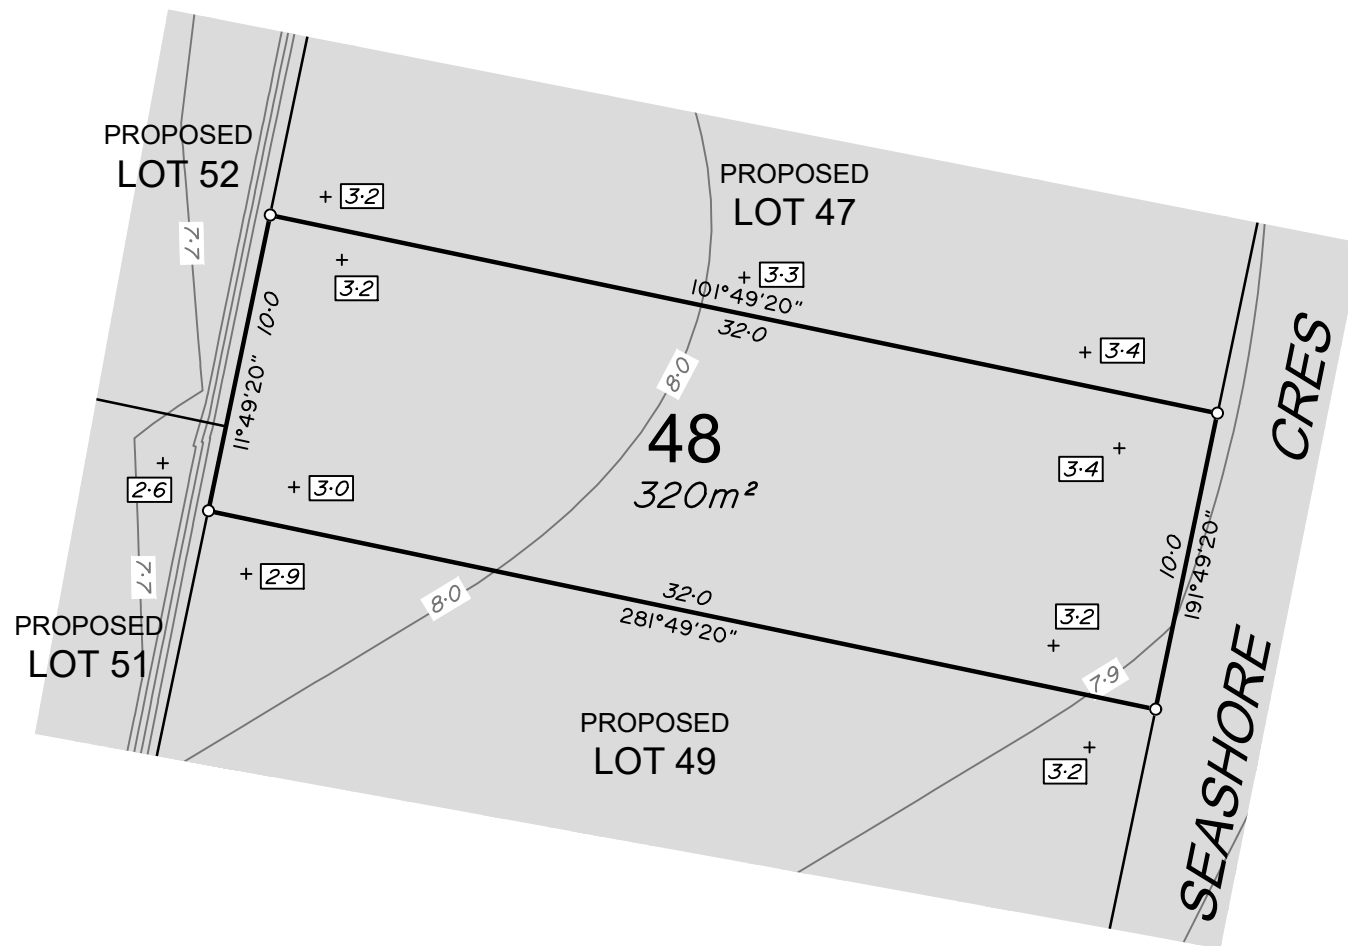 PROPOSED
LOT 52
3·2
PROPOSED
LOT 47
7·7
3·2
3·3
101°49'20"
32·0
10·0
3·4
CRES
8·0
11°49'20"
48
320m²
3·4
2·6
3·0
10·0
191°49'20"
7·7
2·9
8·0
32·0
281°49'20"
3·2
PROPOSED
LOT 51
7·9
SEASHORE
PROPOSED
LOT 49
3·2